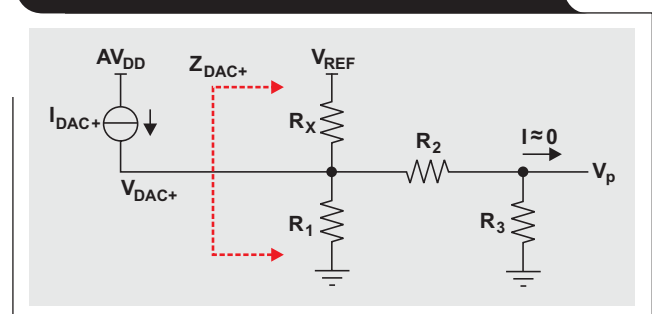 AVDD
ZDAC+
VREF
IDAC+
RX
R2
I≈0
VDAC+
Vp
R1
R3